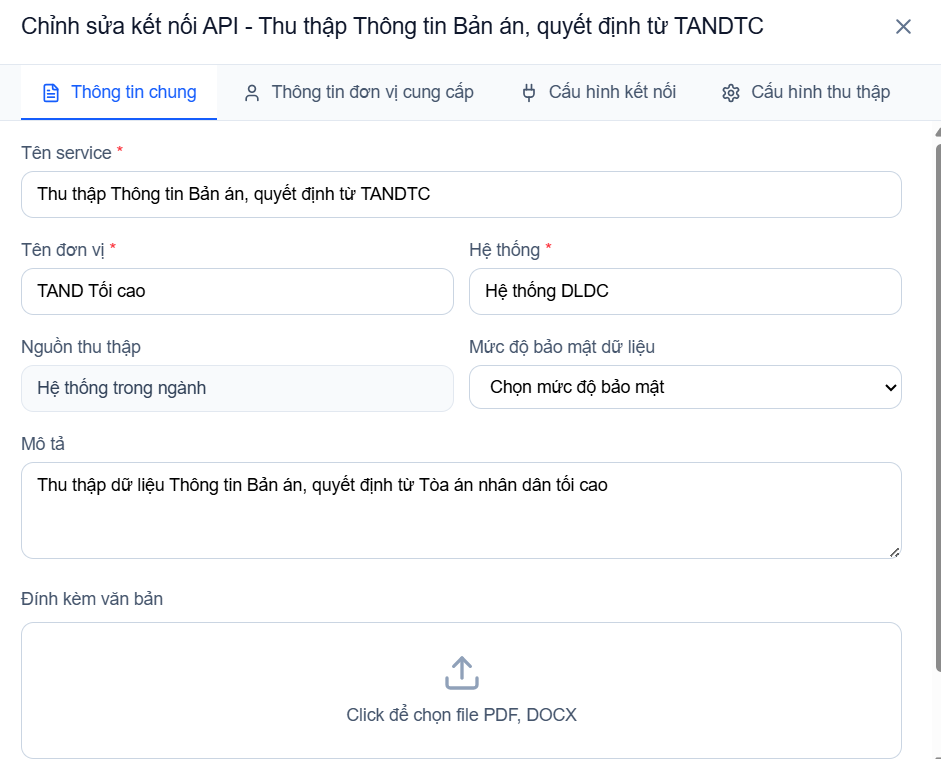 Chỉnh sửa kết nối API - Thu thập Thông tin Bản án, quyết định từ TANDTC
Thông tin chung
Thông tin đơn vị cung cấp
Cấu hình kết nối
Cấu hình thu thập
Tên service *
Thu thập Thông tin Bản án, quyết định từ TANDTC
Tên đơn vị *
Hệ thống *
TAND Tối cao
Hệ thống DLDC
Nguồn thu thập
Mức độ bảo mật dữ liệu
Hệ thống trong ngành
Chọn mức độ bảo mật
Mô tả
Thu thập dữ liệu Thông tin Bản án, quyết định từ Tòa án nhân dân tối cao
Đính kèm văn bản
Click để chọn file PDF, DOCX